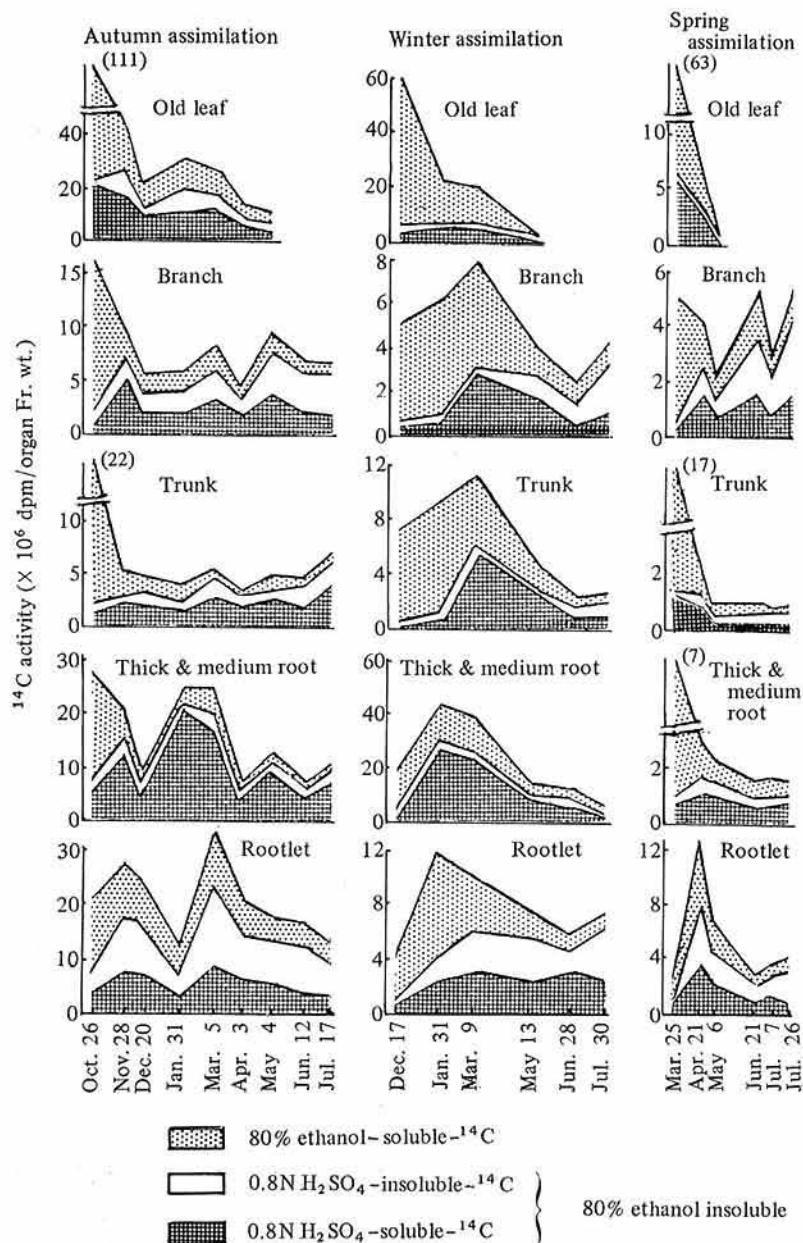 Autumn assimilation
(111)
Winter assimilation
Spring
assimilation
(63)
Old leaf
Old leaf
Old leaf
40
20
0
60
40
20
0
10
5
0
Branch
Branch
Branch
15
10
5
0
8
6
4
2
0
6
4
2
0
(22)
Trunk
Trunk
(17)
Trunk
10
5
0
12
8
4
0
2
0
Thick & medium root
Thick & medium root
(7)
Thick &
medium
root
30
20
10
0
60
40
20
0
2
0
Rootlet
Rootlet
Rootlet
30
20
10
0
12
8
4
0
12
8
4
0
¹⁴C activity (× 10⁶ dpm/organ Fr. wt.)
Oct. 26
Nov. 28
Dec. 20
Jan. 31
Mar. 5
Apr. 3
May 4
Jun. 12
Jul. 17
Dec. 17
Jan. 31
Mar. 9
May 13
Jun. 28
Jul. 30
Mar. 25
Apr. 21
May 6
Jun. 21
Jul. 7
Jul. 26
80% ethanol-soluble-¹⁴C
0.8N H₂SO₄-insoluble-¹⁴C
0.8N H₂SO₄-soluble-¹⁴C
80% ethanol insoluble